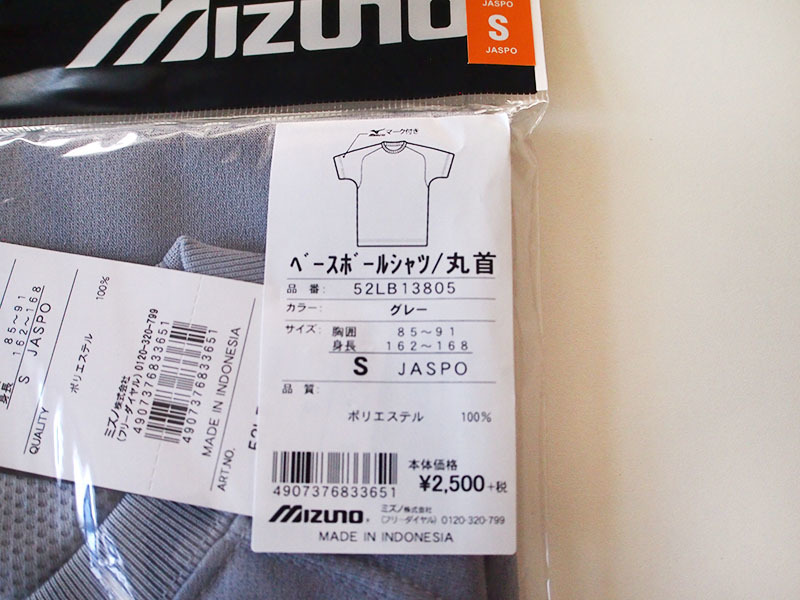 MIZUNO
JASPO
S
JASPO
MIZUNO マーク付き
ベースボールシャツ/丸首
品番: 52LB13805
カラー: グレー
サイズ: 胸囲 85～91
身長 162～168
S JASPO
品質:
ポリエステル 100%
4907376833651
本体価格
¥2,500+税
MIZUNO® ミズノ株式会社
(フリーダイヤル) 0120-320-799
MADE IN INDONESIA
85～91
身長 162～168
S JASPO
QUALITY
ポリエステル 100%
ミズノ株式会社
(フリーダイヤル) 0120-320-799
4907376833651
4907376833651
MADE IN INDONESIA
ART.NO.